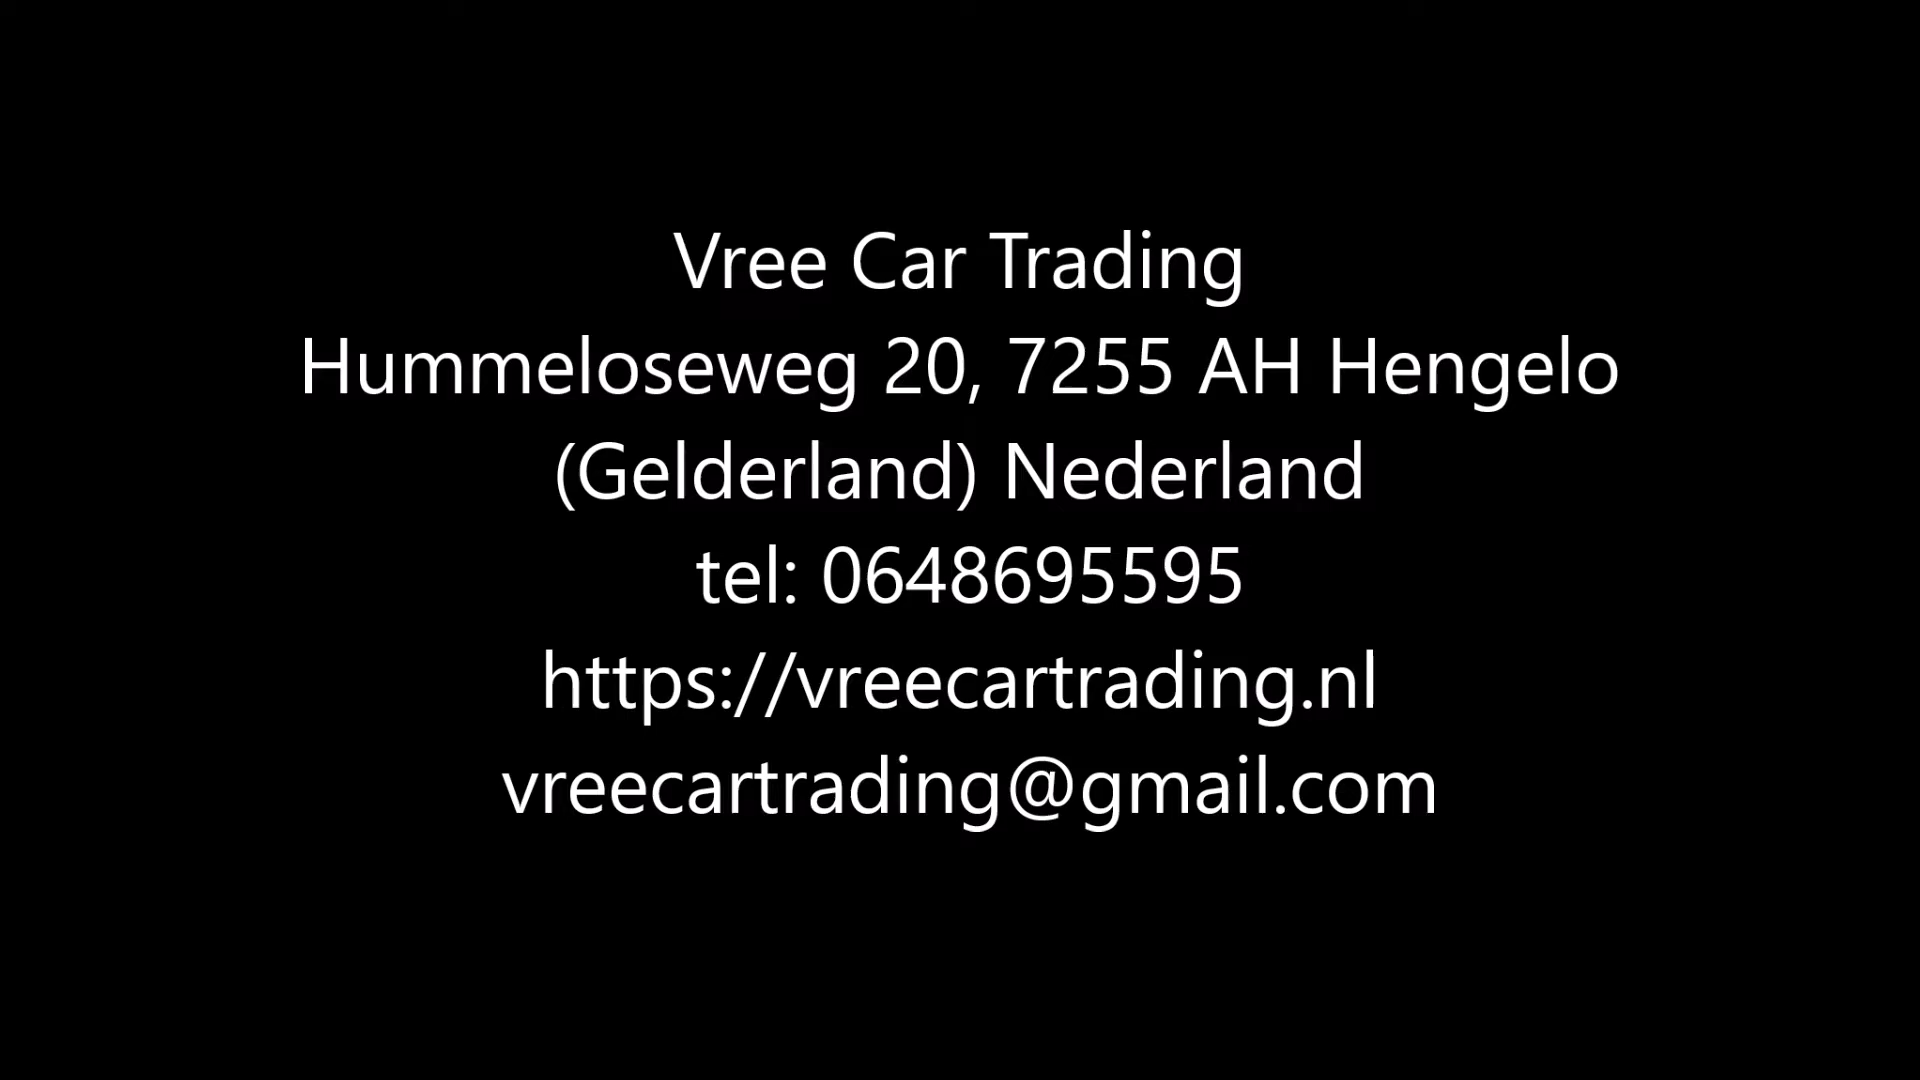 Vree Car Trading
Hummeloseweg 20, 7255 AH Hengelo
(Gelderland) Nederland
tel: 0648695595
https://vreecartrading.nl
vreecartrading@gmail.com